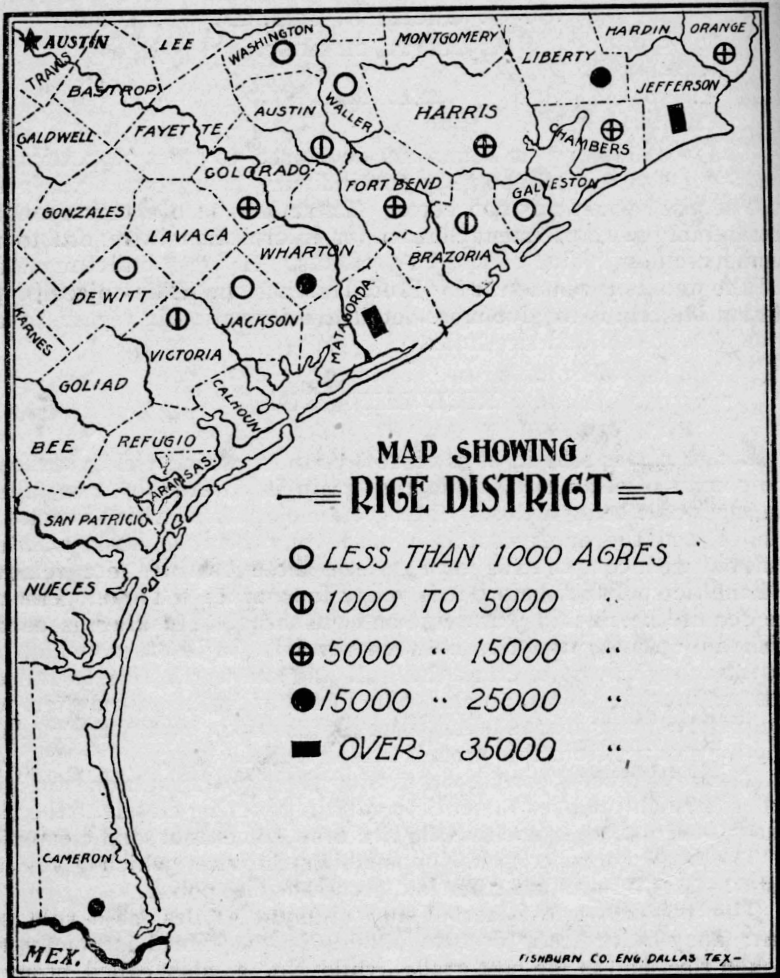 AUSTIN
LEE
WASHINGTON
MONTGOMERY
HARDIN
ORANGE
TRAVIS
BASTROP
LIBERTY
JEFFERSON
AUSTIN
WALLER
HARRIS
CALDWELL
FAYETTE
CHAMBERS
COLORADO
FORT BEND
GALVESTON
GONZALES
LAVACA
WHARTON
BRAZORIA
DEWITT
MATAGORDA
KARNES
JACKSON
VICTORIA
GOLIAD
CALHOUN
BEE
REFUGIO
ARAMSAS
SAN PATRICIO
NUECES
MAP SHOWING
RICE DISTRICT
LESS THAN 1000 ACRES
1000 TO 5000 "
5000 " 15000 "
15000 " 25000 "
OVER 35000 "
CAMERON
MEX.
FISHBURN CO. ENG. DALLAS TEX-